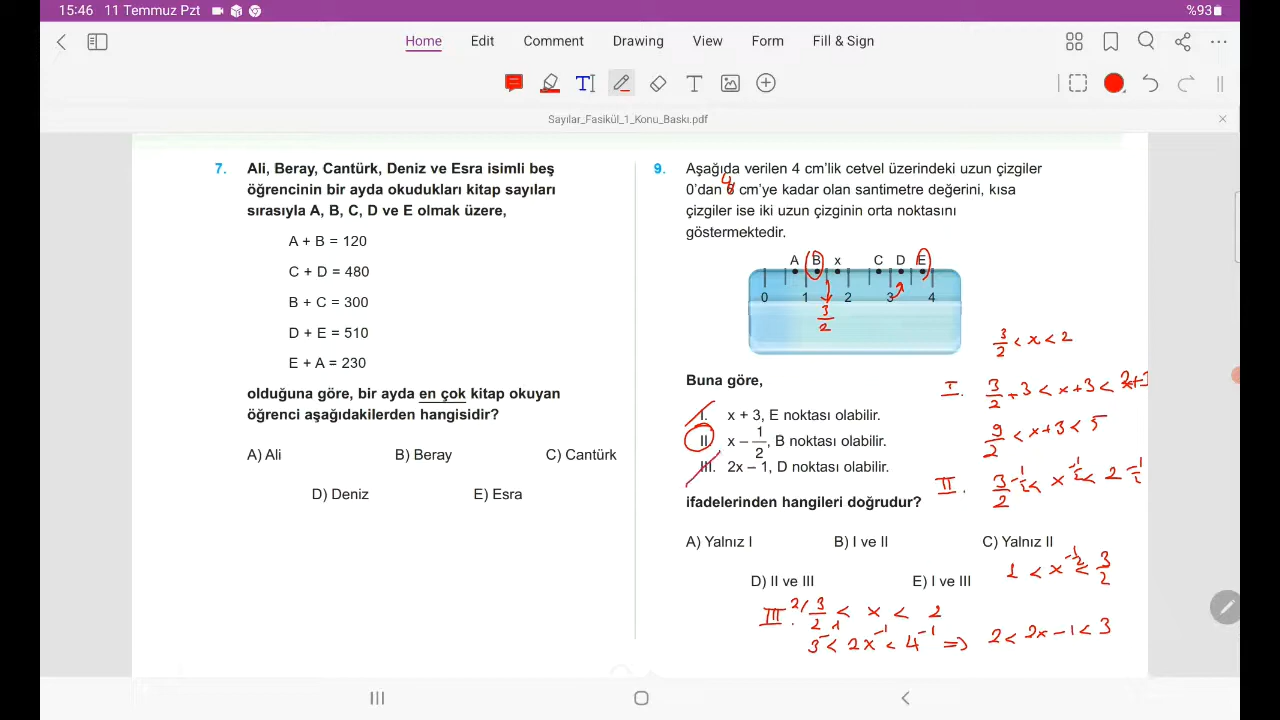 15:46 11 Temmuz Pzt %93
Home Edit Comment Drawing View Form Fill & Sign
Sayılar_Fasikül_1_Konu_Baskı.pdf
7. Ali, Beray, Cantürk, Deniz ve Esra isimli beş
öğrencinin bir ayda okudukları kitap sayıları
sırasıyla A, B, C, D ve E olmak üzere,
A + B = 120
C + D = 480
B + C = 300
D + E = 510
E + A = 230
olduğuna göre, bir ayda en çok kitap okuyan
öğrenci aşağıdakilerden hangisidir?
A) Ali B) Beray C) Cantürk
D) Deniz E) Esra
9. Aşağıda verilen 4 cm'lik cetvel üzerindeki uzun çizgiler
4
0'dan 6 cm'ye kadar olan santimetre değerini, kısa
çizgiler ise iki uzun çizginin orta noktasını
göstermektedir.
A B x C D E
0 1 2 3 4
3/2
3/2 < x < 2
Buna göre,
I. x + 3, E noktası olabilir.
II. x – 1/2, B noktası olabilir.
III. 2x – 1, D noktası olabilir.
ifadelerinden hangileri doğrudur?
A) Yalnız I B) I ve II C) Yalnız II
D) II ve III E) I ve III
I. 3/2 + 3 < x+3 < 2+3
9/2 < x+3 < 5
II. 3/2 -1/2 < x -1/2 < 2 -1/2
1 < x -1/2 < 3/2
III. 2/ 3/2 < x < 2
3 -1 < 2x -1 < 4 -1 => 2 < 2x - 1 < 3